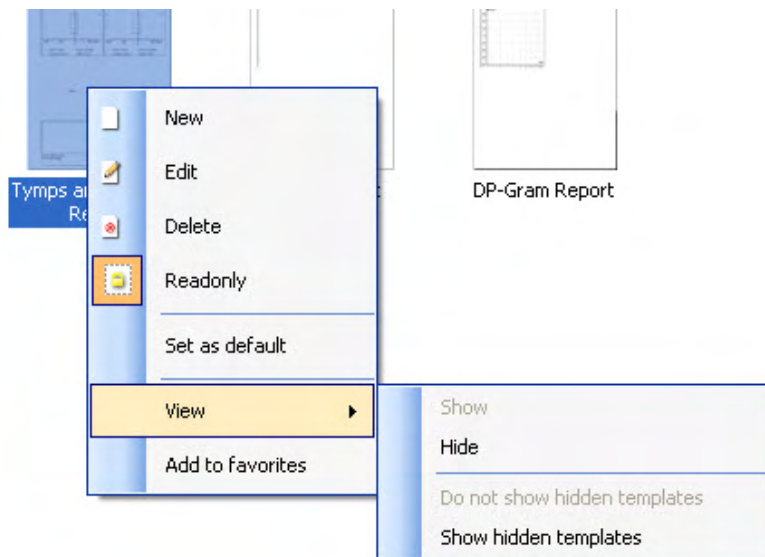 New
Edit
Tymps a
DP-Gram Report
Re
Delete
Readonly
Set as default
View
Show
Hide
Add to favorites
Do not show hidden templates
Show hidden templates